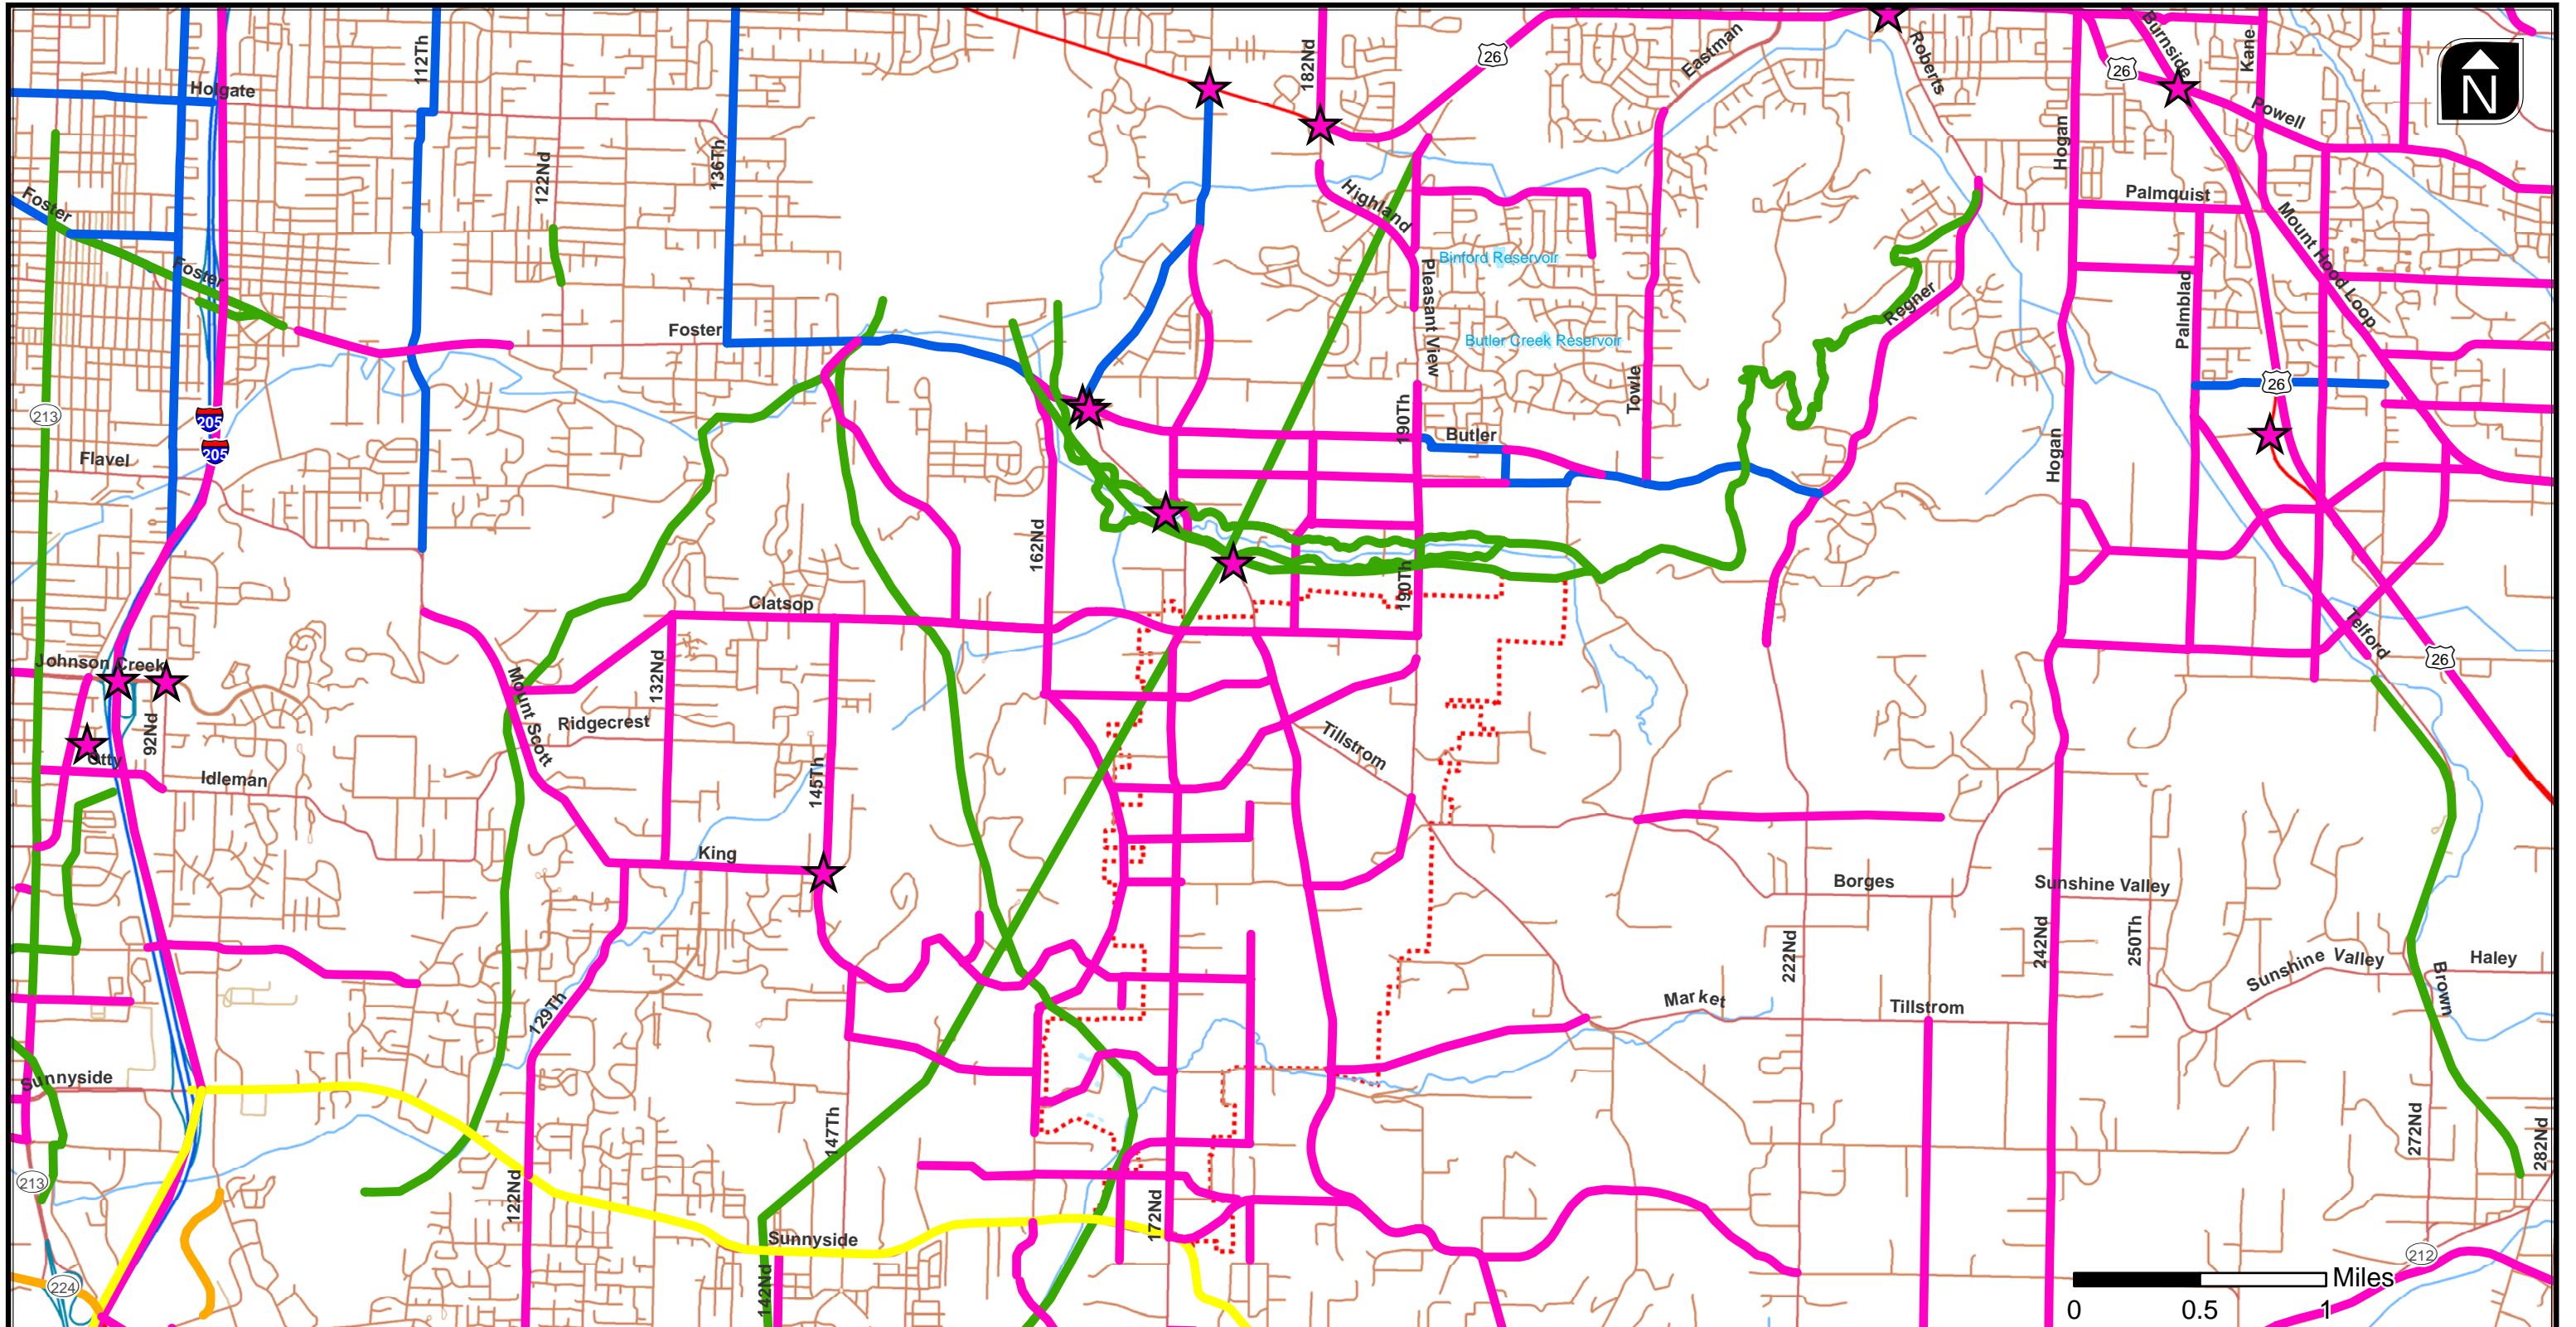 112Th
182Nd
26
Eastman
Roberts
Burnside
26
Kane
N
Holgate
Powell
136Th
122Nd
Hogan
Foster
Highland
Palmquist
Mount Hood Loop
Foster
Binford Reservoir
Pleasant View
Regner
Palmblad
Foster
Butler Creek Reservoir
Towle
26
213
205
190Th
205
Butler
Hogan
Flavel
162Nd
190Th
Clatsop
Telford
Johnson Creek
132Nd
26
Mount Scott
92Nd
Ridgecrest
Tillstrom
Otty
Idleman
145Th
King
Borges
Sunshine Valley
222Nd
242Nd
250Th
Sunshine Valley
Haley
Brown
129Th
Market
Tillstrom
Sunnyside
147Th
272Nd
282Nd
213
122Nd
172Nd
Sunnyside
212
224
142Nd
Miles
0 0.5 1